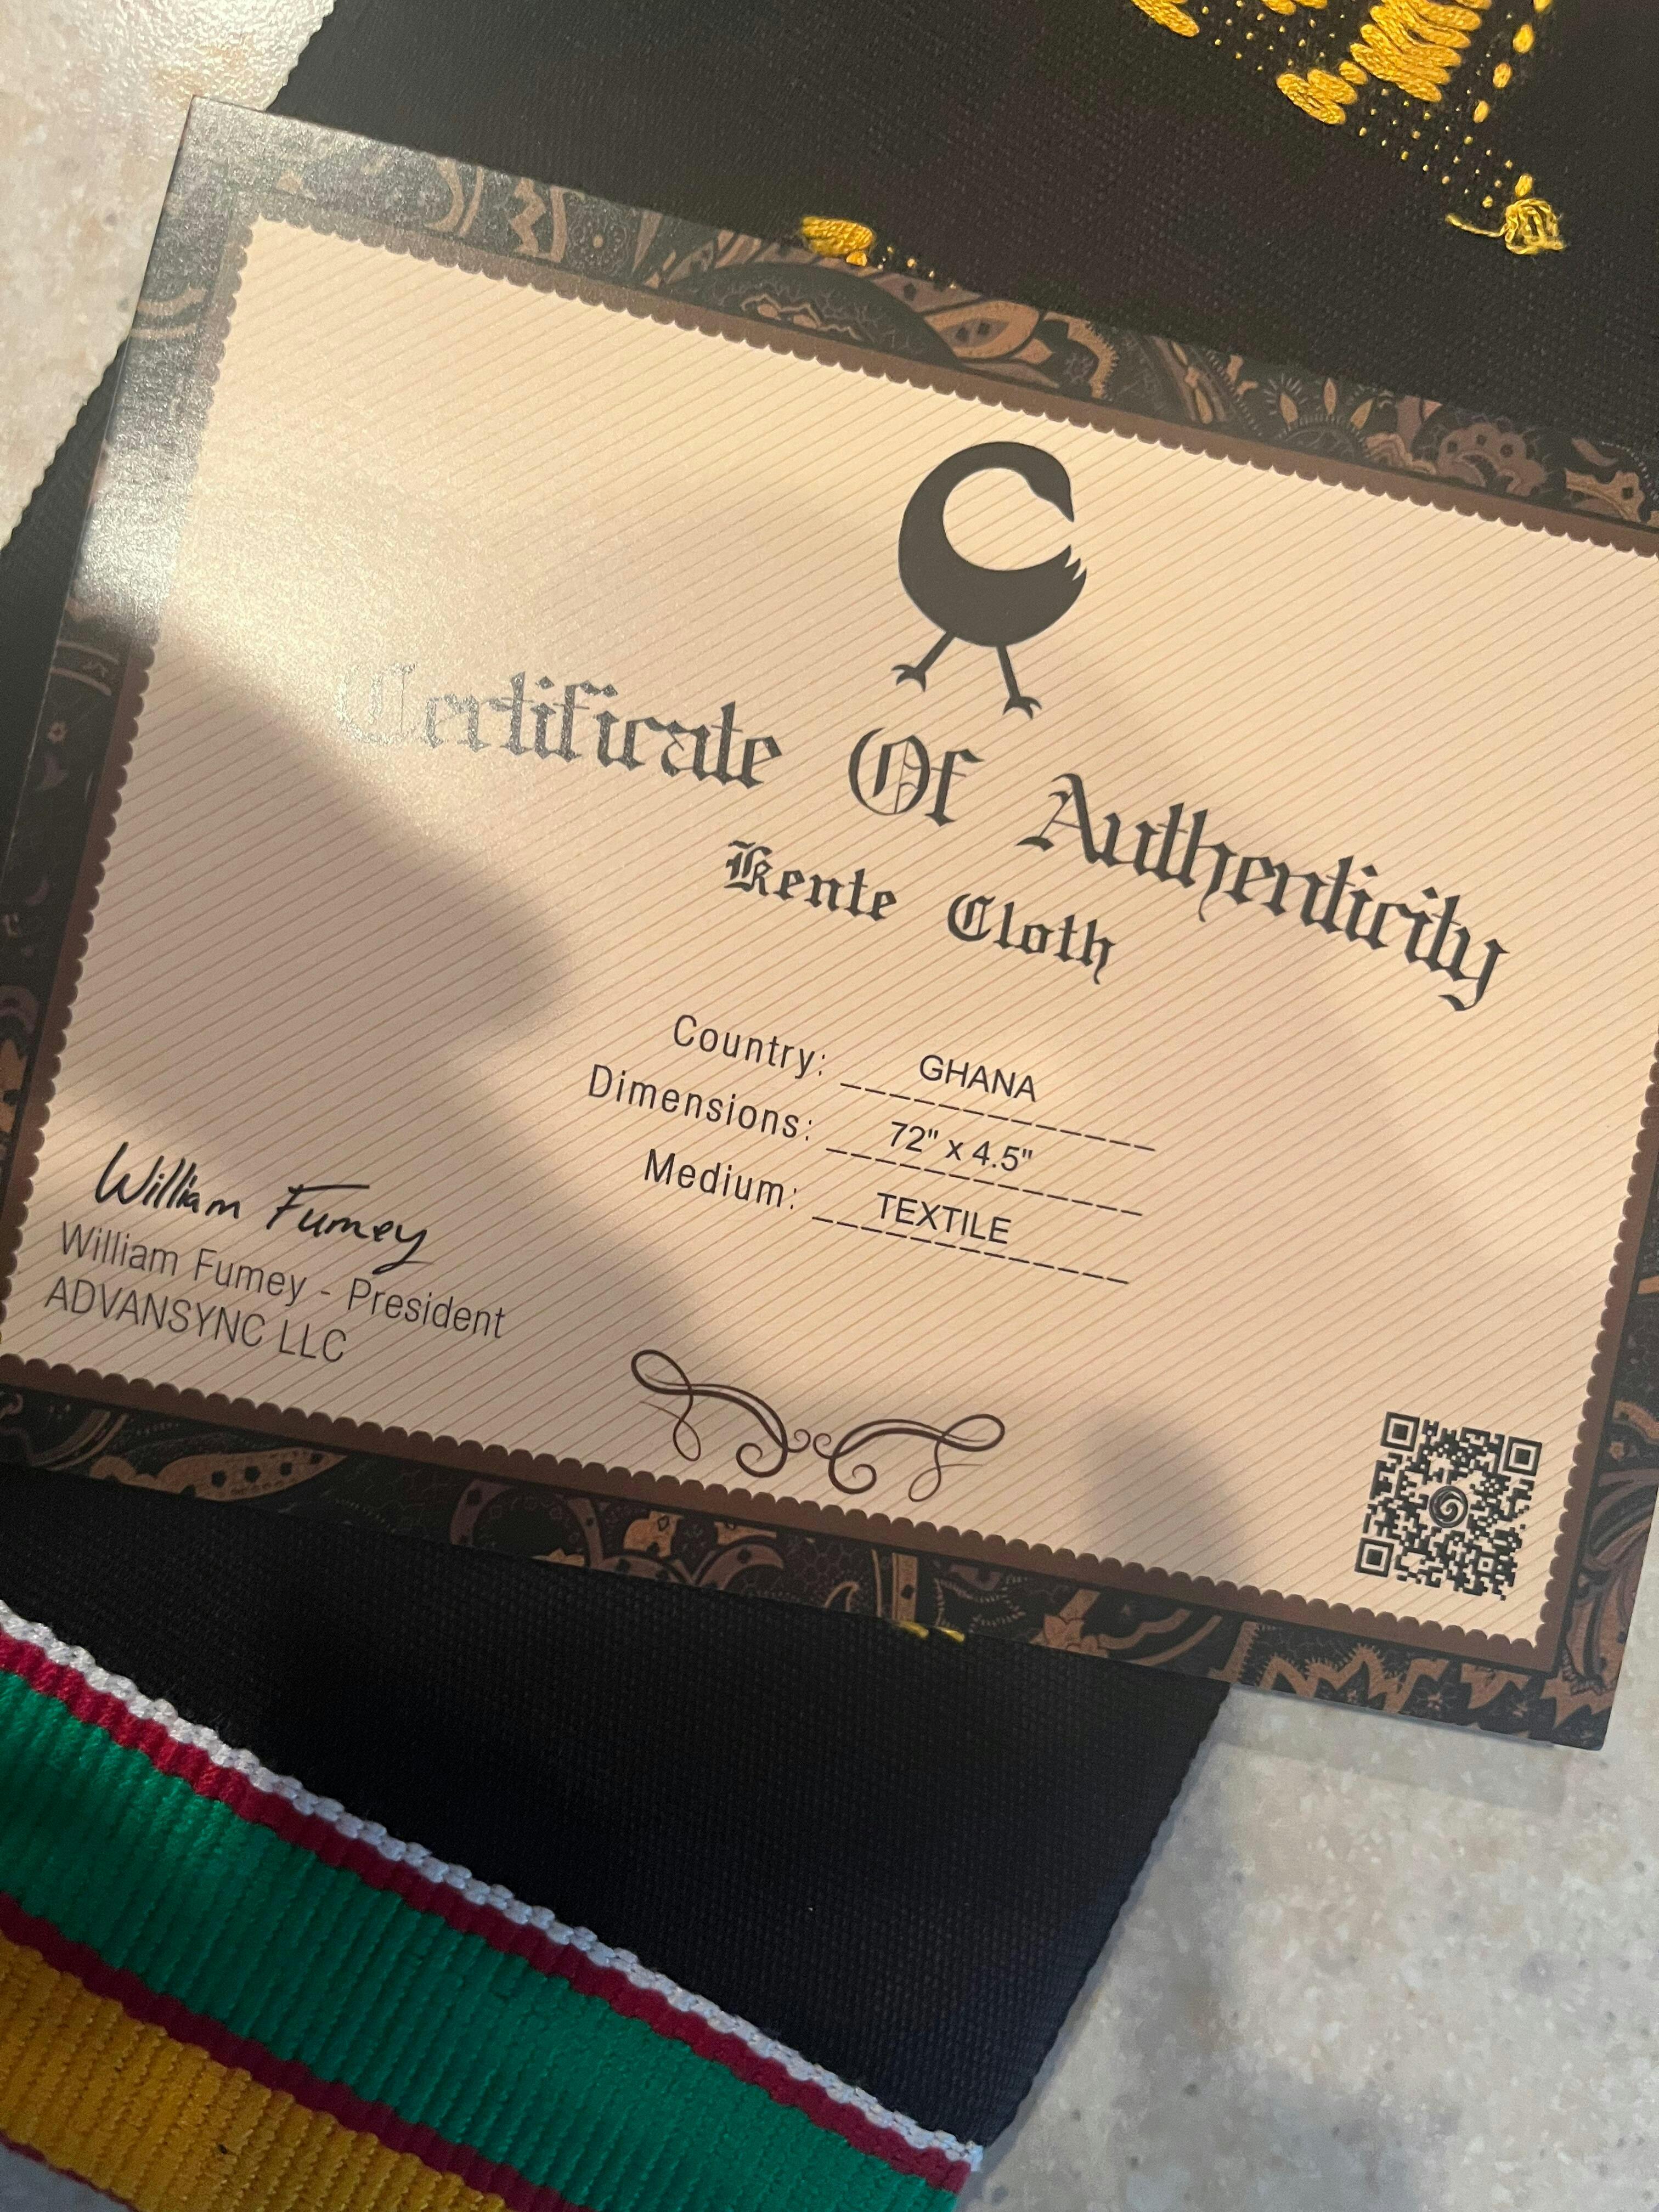 Certificate Of Authenticity
Kente Cloth
Country: GHANA
Dimensions: 72" x 4.5"
Medium: TEXTILE
William Fumey
William Fumey - President
ADVANSYNC LLC